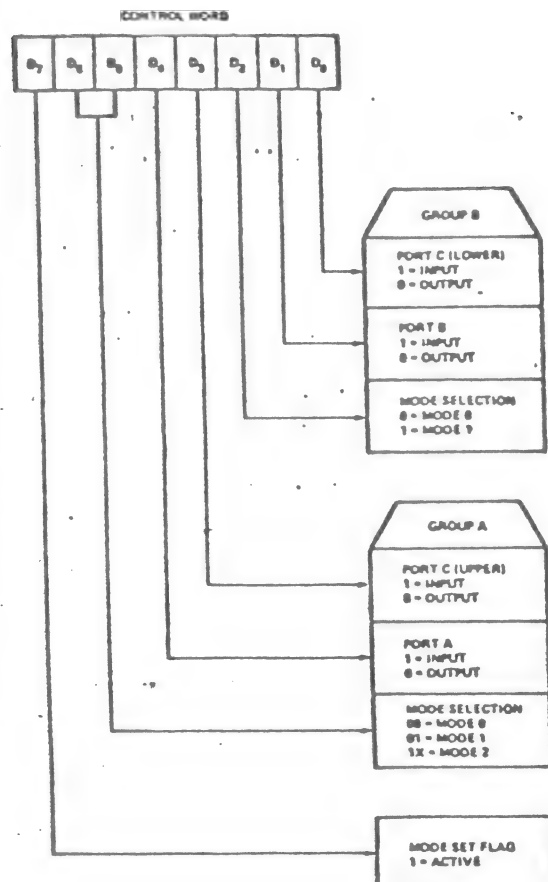 CONTROL WORD
D7 D6 D5 D4 D3 D2 D1 D0
GROUP B
PORT C (LOWER)
1 = INPUT
0 = OUTPUT
PORT B
1 = INPUT
0 = OUTPUT
MODE SELECTION
0 = MODE 0
1 = MODE 1
GROUP A
PORT C (UPPER)
1 = INPUT
0 = OUTPUT
PORT A
1 = INPUT
0 = OUTPUT
MODE SELECTION
00 = MODE 0
01 = MODE 1
1X = MODE 2
MODE SET FLAG
1 = ACTIVE